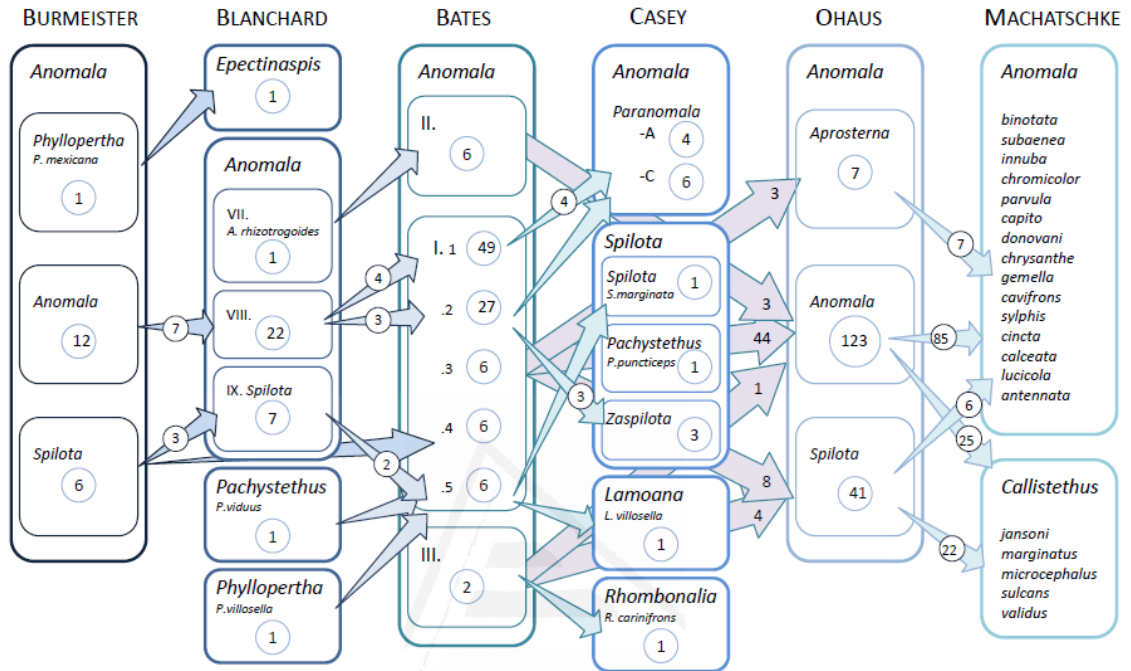 BURMEISTER
BLANCHARD
BATES
CASEY
OHAUS
MACHATSCHKE
Anomala
Phyllopertha
P. mexicana
1
Anomala
12
Spilota
6
7
3
Epectinaspis
1
Anomala
VII.
A. rhizotrogoides
1
VIII.
22
IX. Spilota
7
Pachystethus
P.viduus
1
Phyllopertha
P.villosella
1
4
3
2
Anomala
II.
6
I. 1 49
.2 27
.3 6
.4 6
.5 6
III.
2
4
3
Anomala
Paranomala
-A 4
-C 6
Spilota
Spilota
S.marginata
1
Pachystethus
P.puncticeps
1
Zaspilota
3
Lamoana
L. villosella
1
Rhombonalia
R. carinifrons
1
3
3
44
1
8
4
Anomala
Aprosterna
7
Anomala
123
Spilota
41
7
85
6
25
22
Anomala
binotata
subaenea
innuba
chromicolor
parvula
capito
donovani
chrysanthe
gemella
cavifrons
sylphis
cincta
calceata
lucicola
antennata
Callistethus
jansoni
marginatus
microcephalus
sulcans
validus